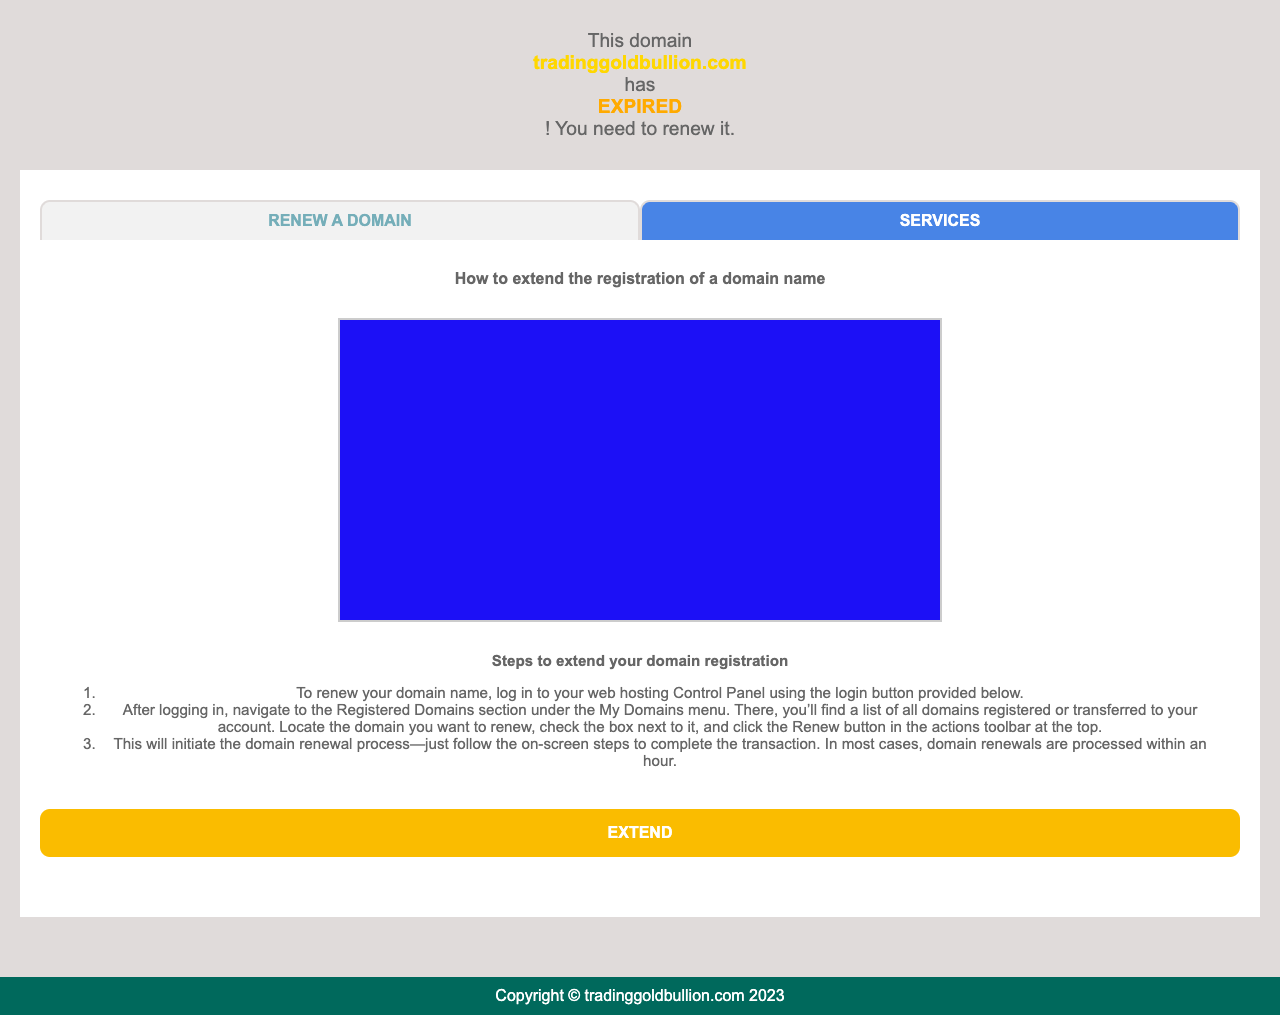 This domain
tradinggoldbullion.com
has
EXPIRED
! You need to renew it.
RENEW A DOMAIN
SERVICES
How to extend the registration of a domain name
Steps to extend your domain registration
1. To renew your domain name, log in to your web hosting Control Panel using the login button provided below.
2. After logging in, navigate to the Registered Domains section under the My Domains menu. There, you’ll find a list of all domains registered or transferred to your
account. Locate the domain you want to renew, check the box next to it, and click the Renew button in the actions toolbar at the top.
3. This will initiate the domain renewal process—just follow the on-screen steps to complete the transaction. In most cases, domain renewals are processed within an
hour.
EXTEND
Copyright © tradinggoldbullion.com 2023